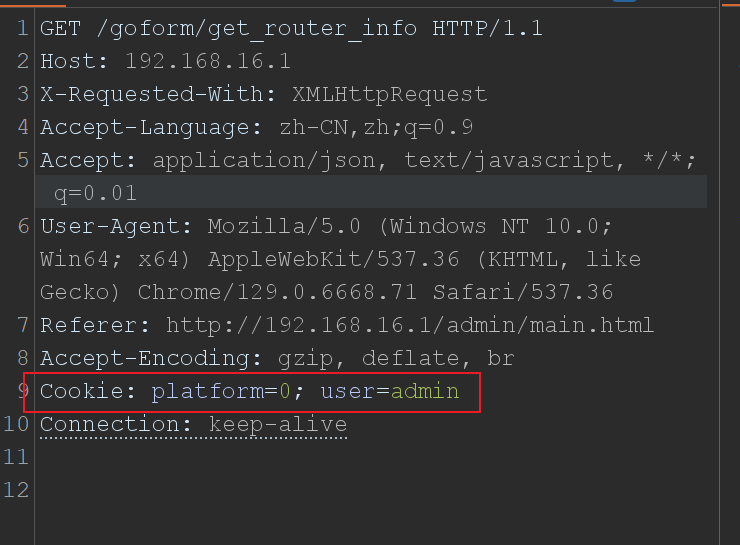 1 GET /goform/get_router_info HTTP/1.1
2 Host: 192.168.16.1
3 X-Requested-With: XMLHttpRequest
4 Accept-Language: zh-CN,zh;q=0.9
5 Accept: application/json, text/javascript, */*;
q=0.01
6 User-Agent: Mozilla/5.0 (Windows NT 10.0;
Win64; x64) AppleWebKit/537.36 (KHTML, like
Gecko) Chrome/129.0.6668.71 Safari/537.36
7 Referer: http://192.168.16.1/admin/main.html
8 Accept-Encoding: gzip, deflate, br
9 Cookie: platform=0; user=admin
10 Connection: keep-alive
11
12